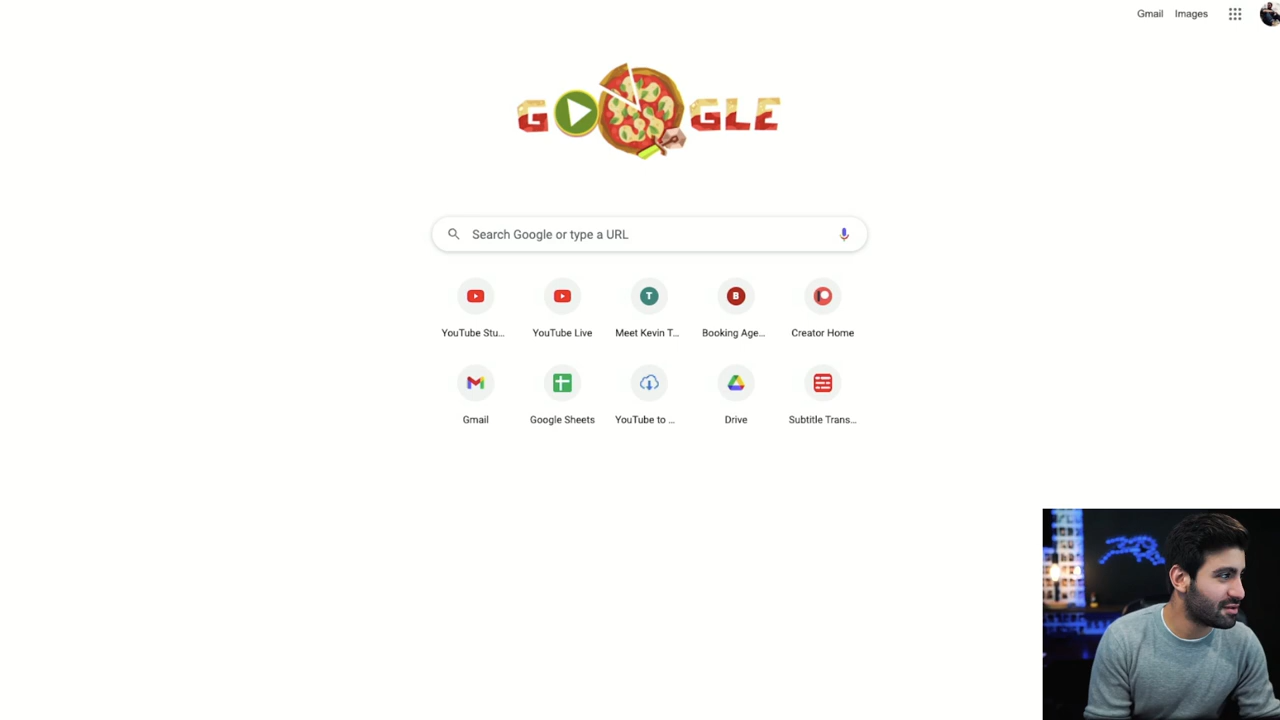 Gmail Images
GOOGLE
Search Google or type a URL
T B
YouTube Stu... YouTube Live Meet Kevin T... Booking Age... Creator Home
Gmail Google Sheets YouTube to ... Drive Subtitle Trans...